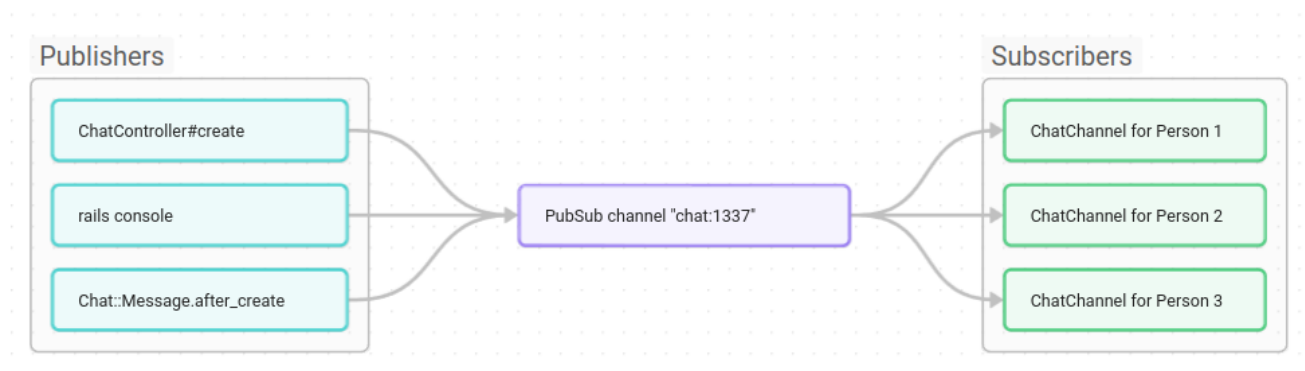 Publishers
ChatController#create
rails console
Chat::Message.after_create
PubSub channel "chat:1337"
Subscribers
ChatChannel for Person 1
ChatChannel for Person 2
ChatChannel for Person 3